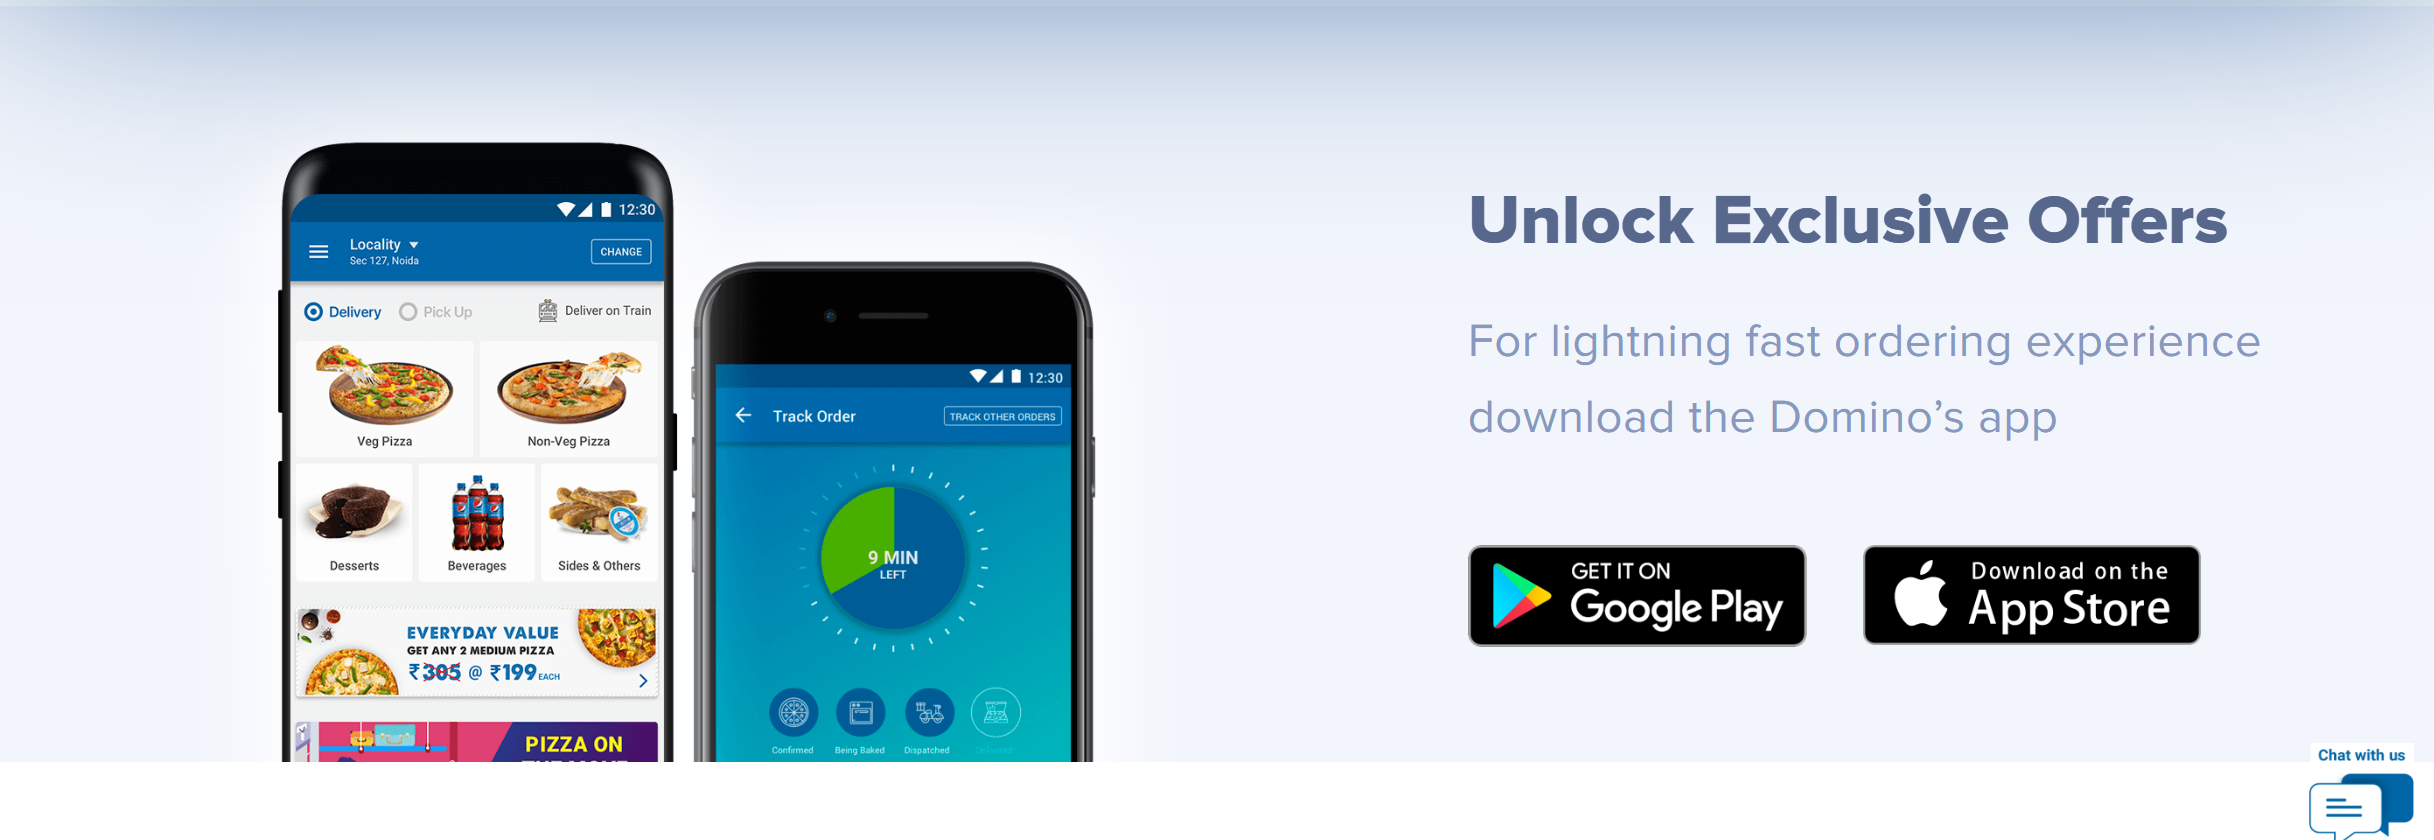 12:30
Locality
Sec 127, Noida
CHANGE
Delivery
Pick Up
Deliver on Train
Veg Pizza
Non-Veg Pizza
Desserts
Beverages
Sides & Others
EVERYDAY VALUE
GET ANY 2 MEDIUM PIZZA
₹305 @ ₹199 EACH
PIZZA ON
12:30
Track Order
TRACK OTHER ORDERS
9 MIN
LEFT
Confirmed
Being Baked
Dispatched
Delivered
Unlock Exclusive Offers
For lightning fast ordering experience
download the Domino’s app
GET IT ON
Google Play
Download on the
App Store
Chat with us